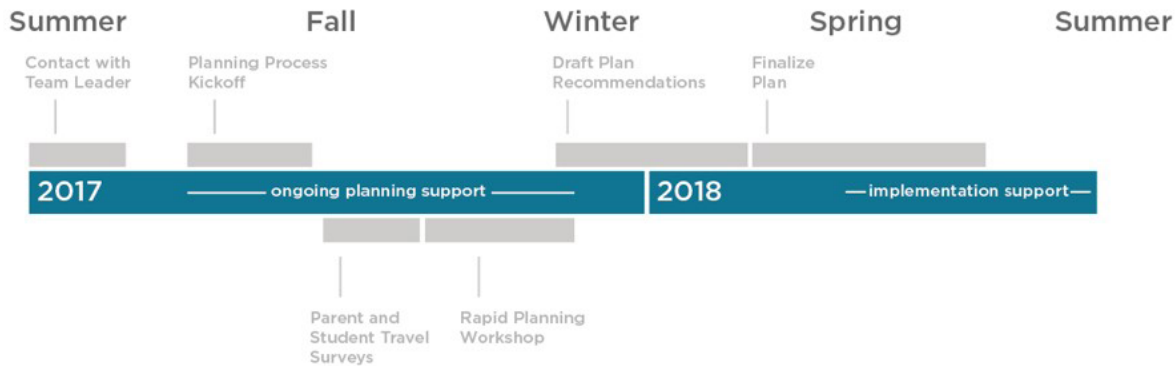 Summer Fall Winter Spring Summer
Contact with
Team Leader
Planning Process
Kickoff
Draft Plan
Recommendations
Finalize
Plan
2017 ongoing planning support 2018 implementation support
Parent and
Student Travel
Surveys
Rapid Planning
Workshop